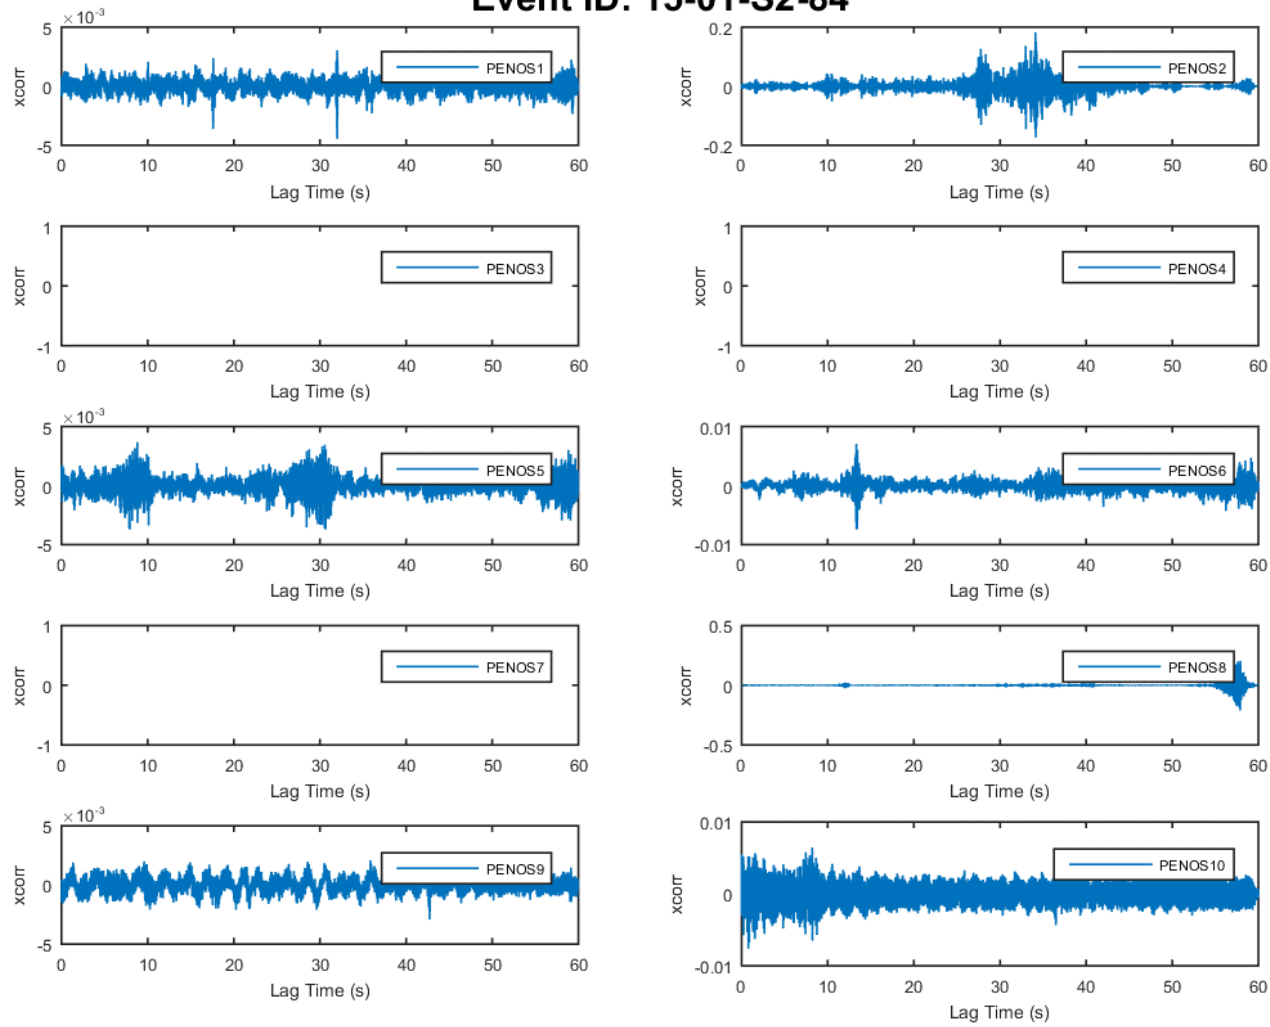 Event ID: 15-01-S2-84
×10-3
5
0
-5
xcorr
PENOS1
0 10 20 30 40 50 60
Lag Time (s)
0.2
0
-0.2
xcorr
PENOS2
0 10 20 30 40 50 60
Lag Time (s)
1
0
-1
xcorr
PENOS3
0 10 20 30 40 50 60
Lag Time (s)
1
0
-1
xcorr
PENOS4
0 10 20 30 40 50 60
Lag Time (s)
×10-3
5
0
-5
xcorr
PENOS5
0 10 20 30 40 50 60
Lag Time (s)
0.01
0
-0.01
xcorr
PENOS6
0 10 20 30 40 50 60
Lag Time (s)
1
0
-1
xcorr
PENOS7
0 10 20 30 40 50 60
Lag Time (s)
0.5
0
-0.5
xcorr
PENOS8
0 10 20 30 40 50 60
Lag Time (s)
×10-3
5
0
-5
xcorr
PENOS9
0 10 20 30 40 50 60
Lag Time (s)
0.01
0
-0.01
xcorr
PENOS10
0 10 20 30 40 50 60
Lag Time (s)